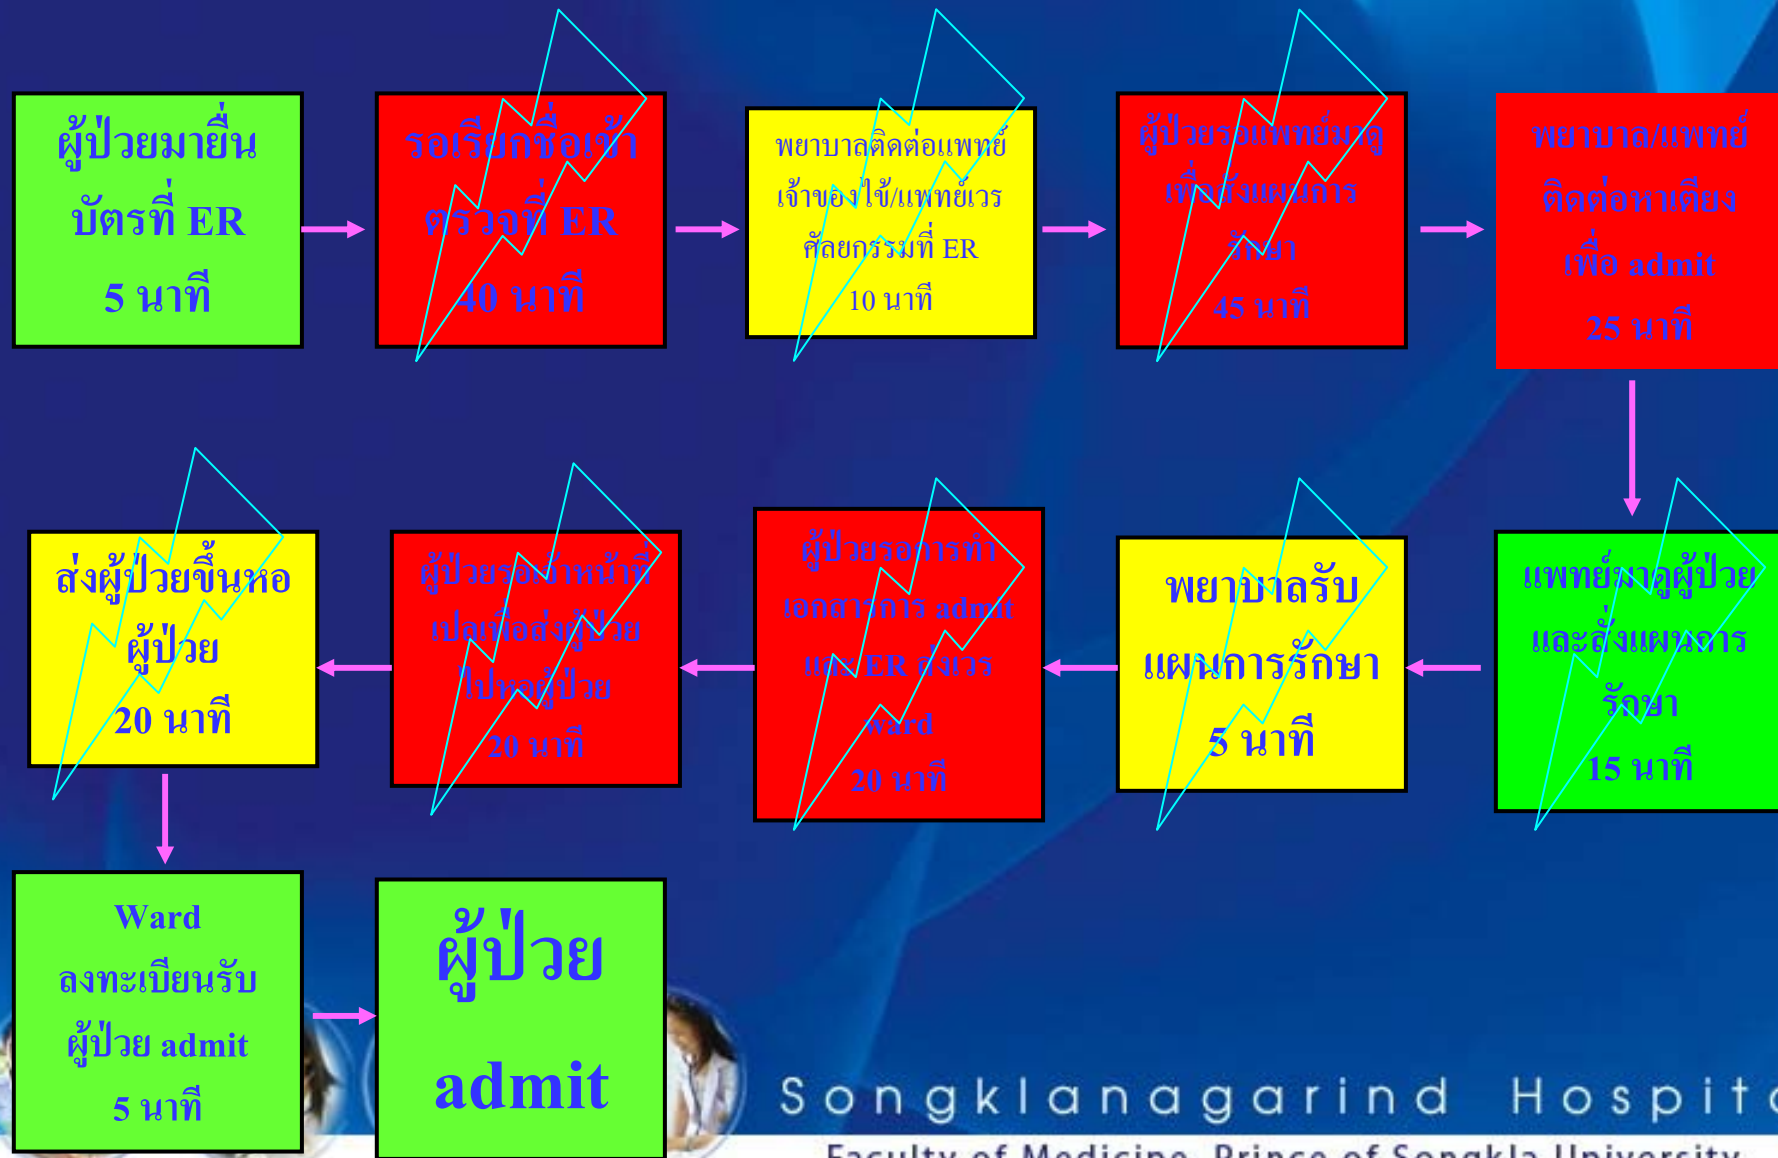 ผู้ป่วยมายื่น
บัตรที่ ER
5 นาที
รอเรียกชื่อเข้า
ตรวจที่ ER
40 นาที
พยาบาลติดต่อแพทย์
เจ้าของไข้/แพทย์เวร
ศัลยกรรมที่ ER
10 นาที
ผู้ป่วยรอแพทย์มาดู
เพื่อสั่งแผนการ
รักษา
45 นาที
พยาบาล/แพทย์
ติดต่อหาเตียง
เพื่อ admit
25 นาที
แพทย์มาดูผู้ป่วย
และสั่งแผนการ
รักษา
15 นาที
พยาบาลรับ
แผนการรักษา
5 นาที
ผู้ป่วยรอการทำ
เอกสารการ admit
และ ER ส่งเวร
ward
20 นาที
ผู้ป่วยรอเจ้าหน้าที่
เปลเพื่อส่งผู้ป่วย
ไปหอผู้ป่วย
20 นาที
ส่งผู้ป่วยขึ้นหอ
ผู้ป่วย
20 นาที
Ward
ลงทะเบียนรับ
ผู้ป่วย admit
5 นาที
ผู้ป่วย
admit
Songklanagarind Hospita
Faculty of Medicine Prince of Songkla University